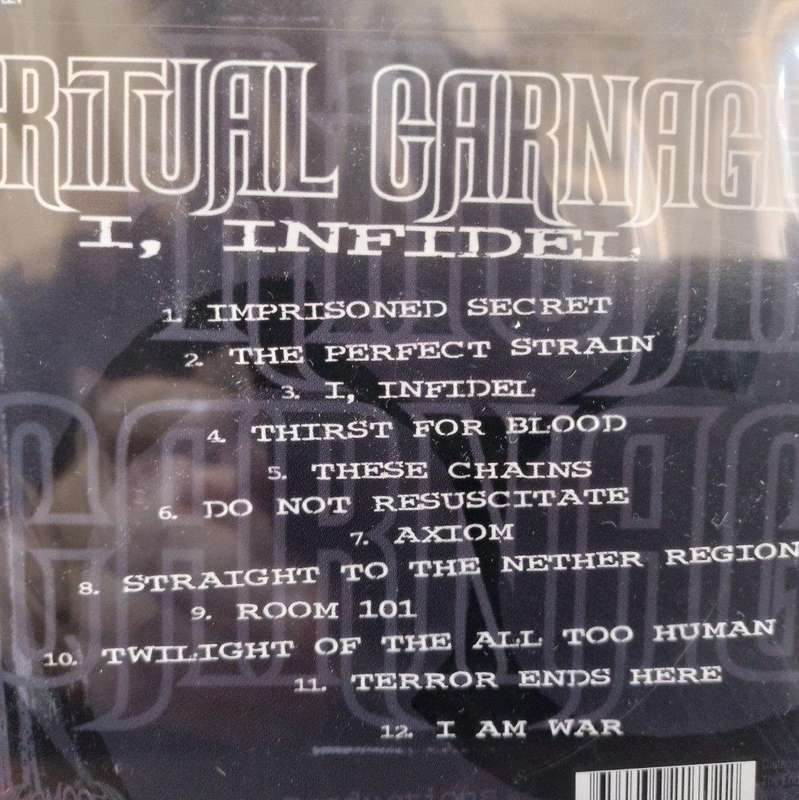 RITUAL CARNAGE
I, INFIDEL
1. IMPRISONED SECRET
2. THE PERFECT STRAIN
3. I, INFIDEL
4. THIRST FOR BLOOD
5. THESE CHAINS
6. DO NOT RESUSCITATE
7. AXIOM
8. STRAIGHT TO THE NETHER REGION
9. ROOM 101
10. TWILIGHT OF THE ALL TOO HUMAN
11. TERROR ENDS HERE
12. I AM WAR